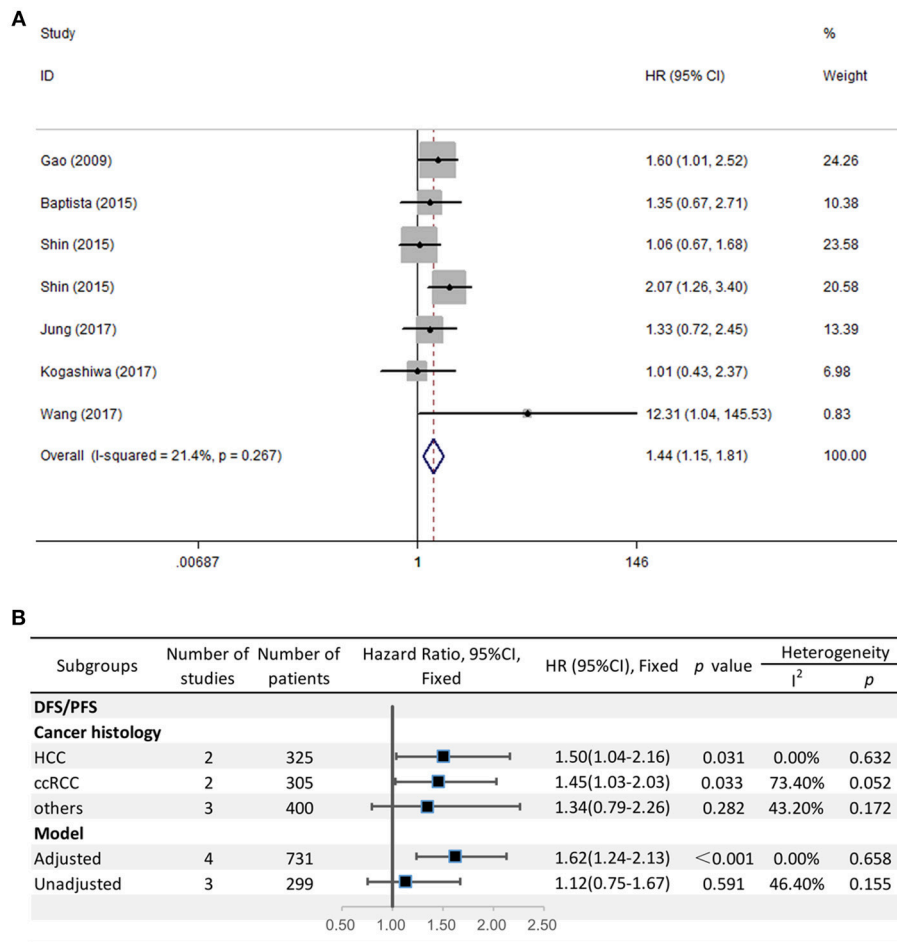 A
Study %
ID HR (95% CI) Weight
Gao (2009) 1.60 (1.01, 2.52) 24.26
Baptista (2015) 1.35 (0.67, 2.71) 10.38
Shin (2015) 1.06 (0.67, 1.68) 23.58
Shin (2015) 2.07 (1.26, 3.40) 20.58
Jung (2017) 1.33 (0.72, 2.45) 13.39
Kogashiwa (2017) 1.01 (0.43, 2.37) 6.98
Wang (2017) 12.31 (1.04, 145.53) 0.83
Overall (I-squared = 21.4%, p = 0.267) 1.44 (1.15, 1.81) 100.00
.00687 1 146
B
Subgroups Number of studies Number of patients Hazard Ratio, 95%CI, Fixed HR (95%CI), Fixed p value Heterogeneity I² p
DFS/PFS
Cancer histology
HCC 2 325 1.50(1.04-2.16) 0.031 0.00% 0.632
ccRCC 2 305 1.45(1.03-2.03) 0.033 73.40% 0.052
others 3 400 1.34(0.79-2.26) 0.282 43.20% 0.172
Model
Adjusted 4 731 1.62(1.24-2.13) <0.001 0.00% 0.658
Unadjusted 3 299 1.12(0.75-1.67) 0.591 46.40% 0.155
0.50 1.00 1.50 2.00 2.50